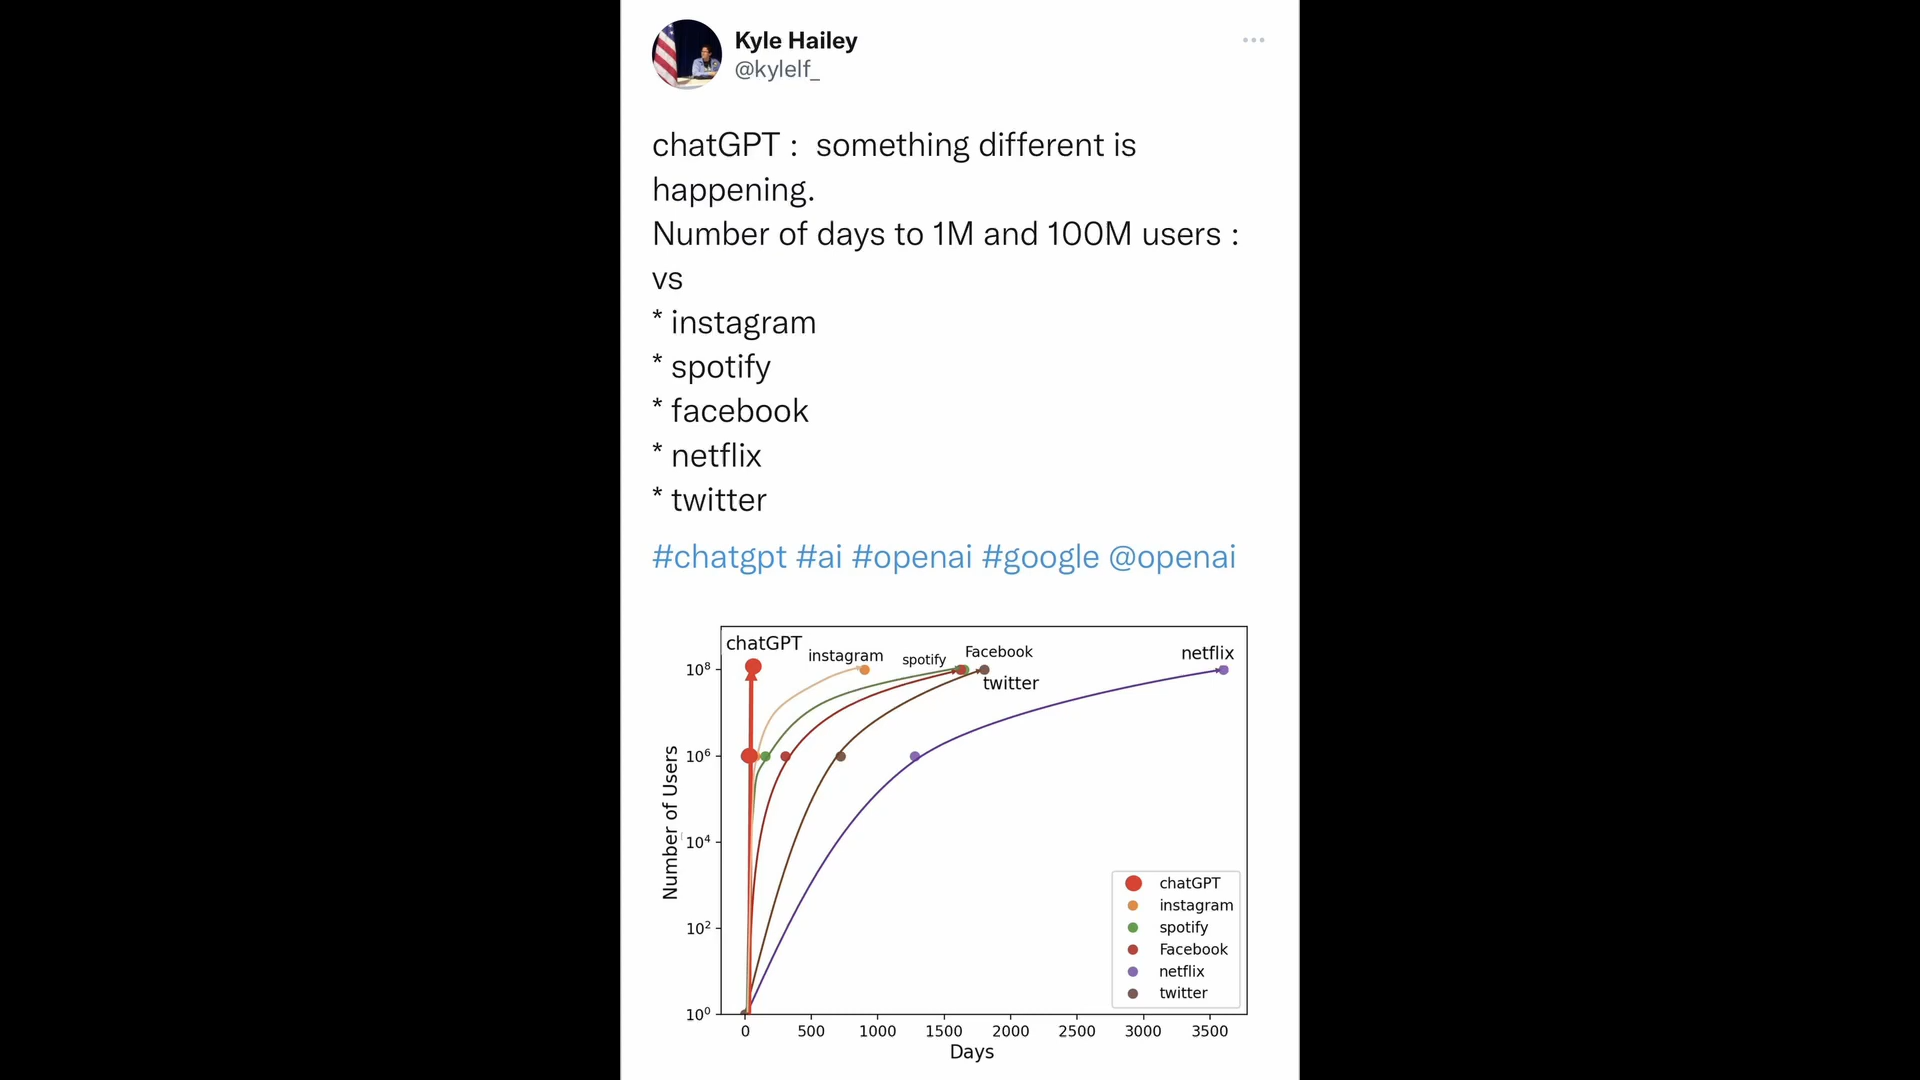 Kyle Hailey
@kylelf_
chatGPT :  something different is
happening.
Number of days to 1M and 100M users :
vs
* instagram
* spotify
* facebook
* netflix
* twitter
#chatgpt #ai #openai #google @openai
chatGPT
instagram
spotify
Facebook
netflix
twitter
10⁸
10⁶
10⁴
10²
10⁰
Number of Users
chatGPT
instagram
spotify
Facebook
netflix
twitter
0 500 1000 1500 2000 2500 3000 3500
Days